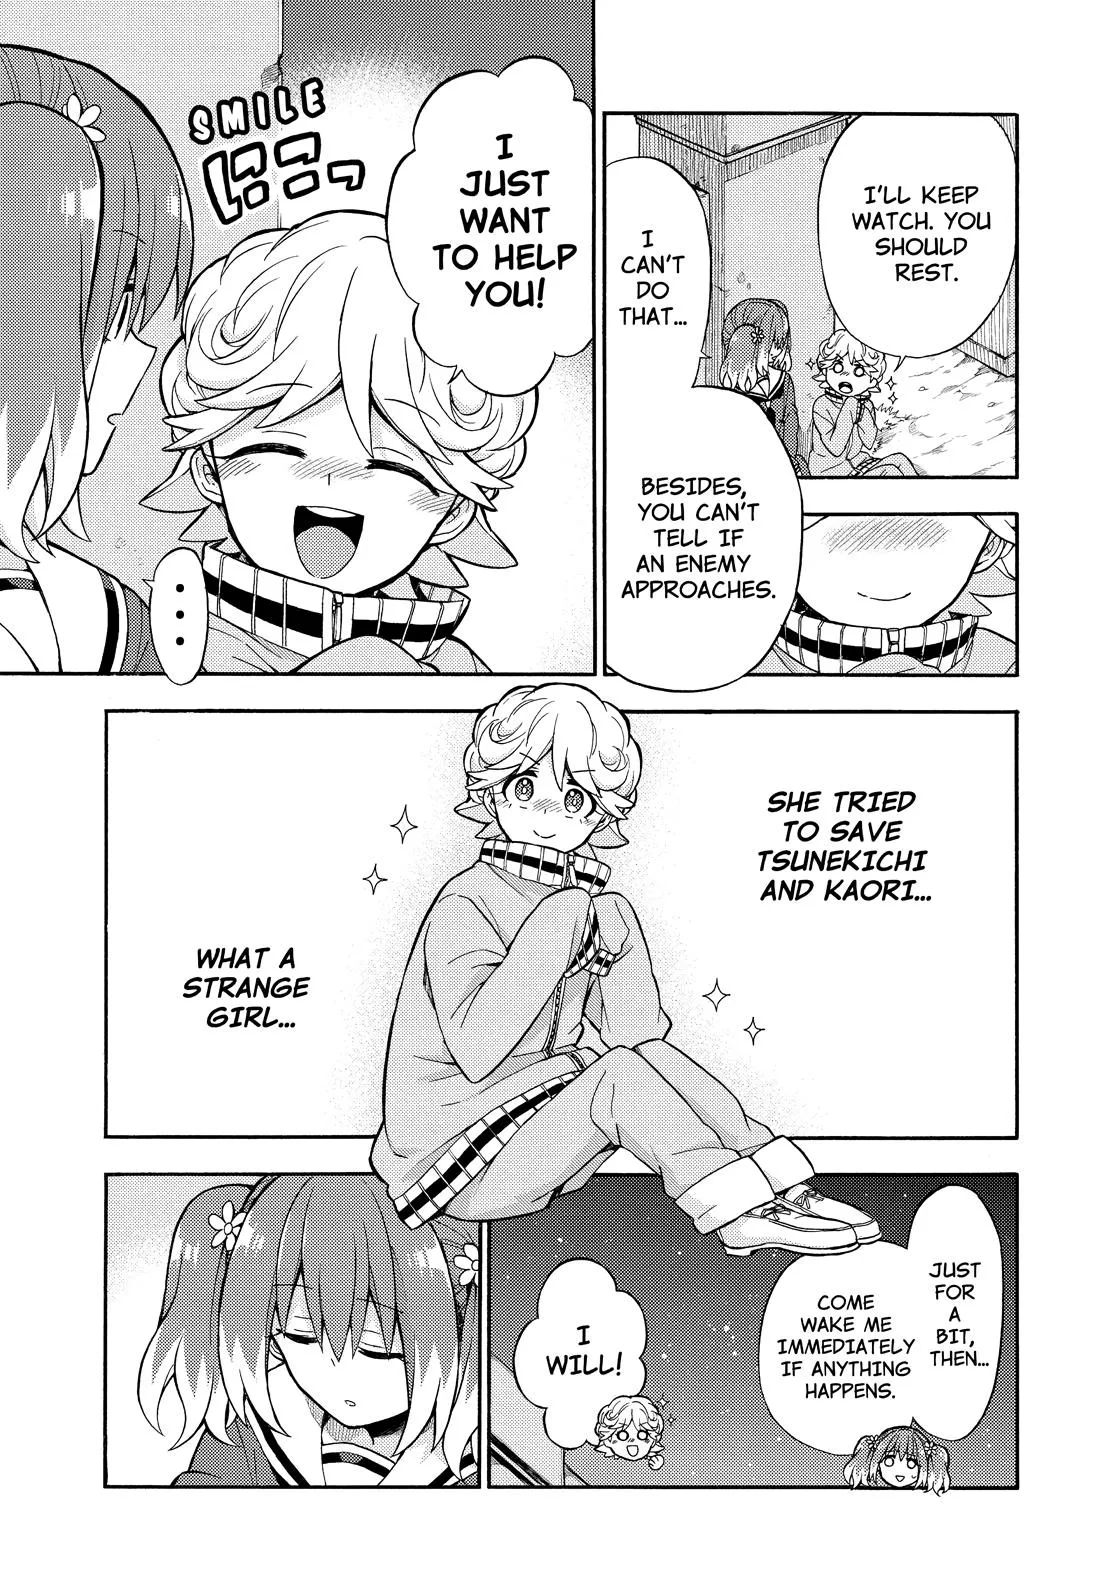 I'LL KEEP
WATCH. YOU
SHOULD
REST.
I
CAN'T
DO
THAT...
BESIDES,
YOU CAN'T
TELL IF
AN ENEMY
APPROACHES.
I
JUST
WANT
TO HELP
YOU!
SMILE
にこっ
...
SHE TRIED
TO SAVE
TSUNEKICHI
AND KAORI...
WHAT A
STRANGE
GIRL...
JUST
FOR
A
BIT,
THEN...
COME
WAKE ME
IMMEDIATELY
IF ANYTHING
HAPPENS.
I
WILL!